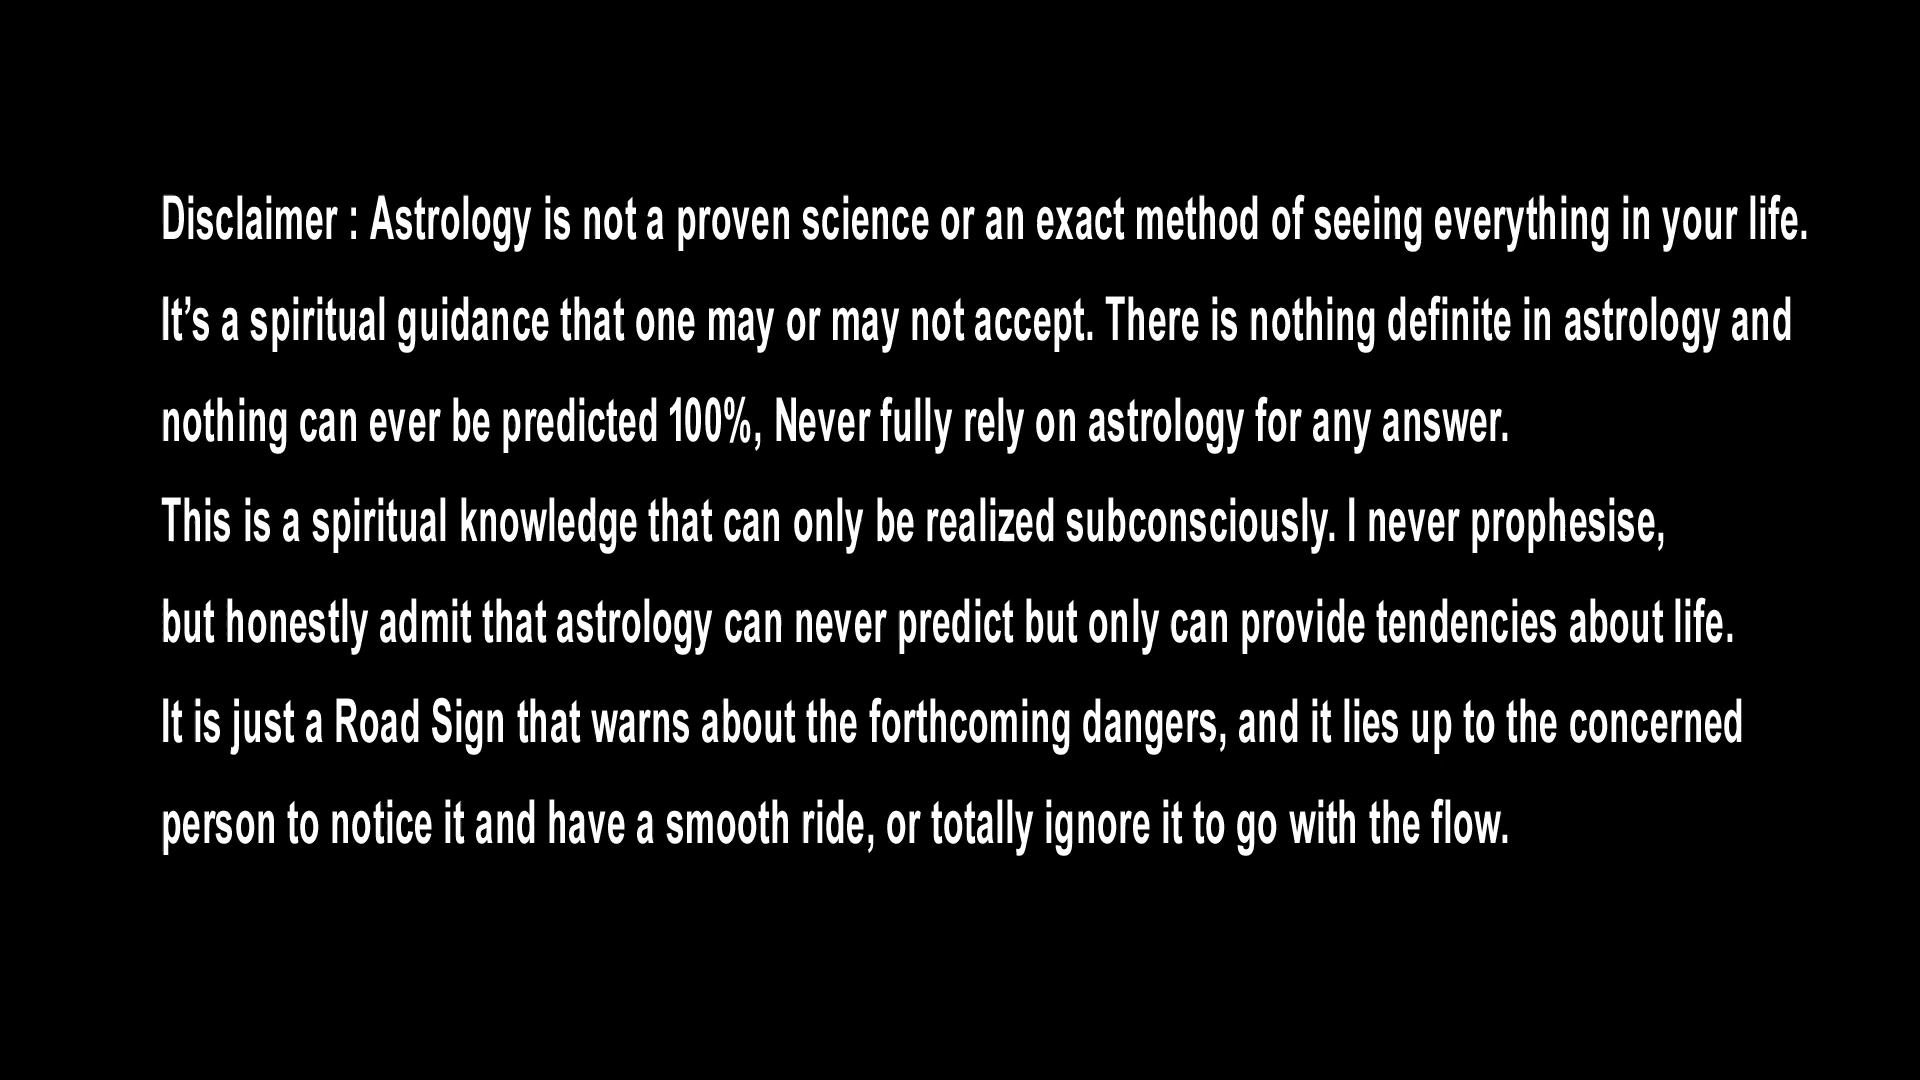 Disclaimer : Astrology is not a proven science or an exact method of seeing everything in your life.
It’s a spiritual guidance that one may or may not accept. There is nothing definite in astrology and
nothing can ever be predicted 100%, Never fully rely on astrology for any answer.
This is a spiritual knowledge that can only be realized subconsciously. I never prophesise,
but honestly admit that astrology can never predict but only can provide tendencies about life.
It is just a Road Sign that warns about the forthcoming dangers, and it lies up to the concerned
person to notice it and have a smooth ride, or totally ignore it to go with the flow.